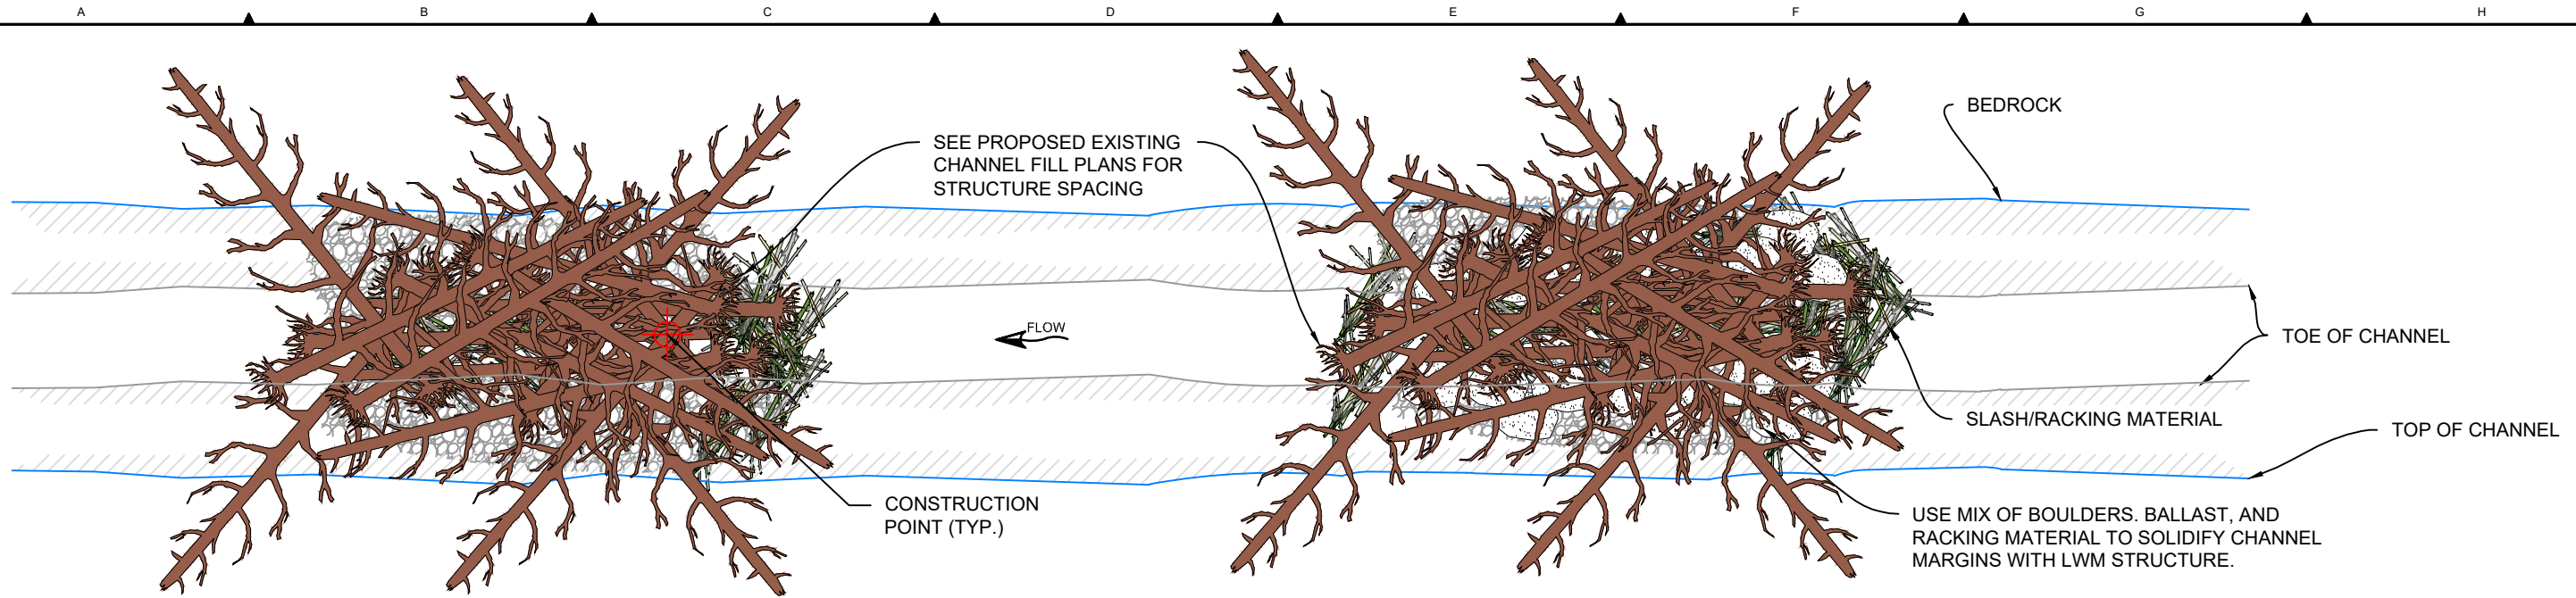 A B C D E F G H
BEDROCK
SEE PROPOSED EXISTING
CHANNEL FILL PLANS FOR
STRUCTURE SPACING
FLOW
TOE OF CHANNEL
SLASH/RACKING MATERIAL
TOP OF CHANNEL
CONSTRUCTION
POINT (TYP.)
USE MIX OF BOULDERS. BALLAST, AND
RACKING MATERIAL TO SOLIDIFY CHANNEL
MARGINS WITH LWM STRUCTURE.